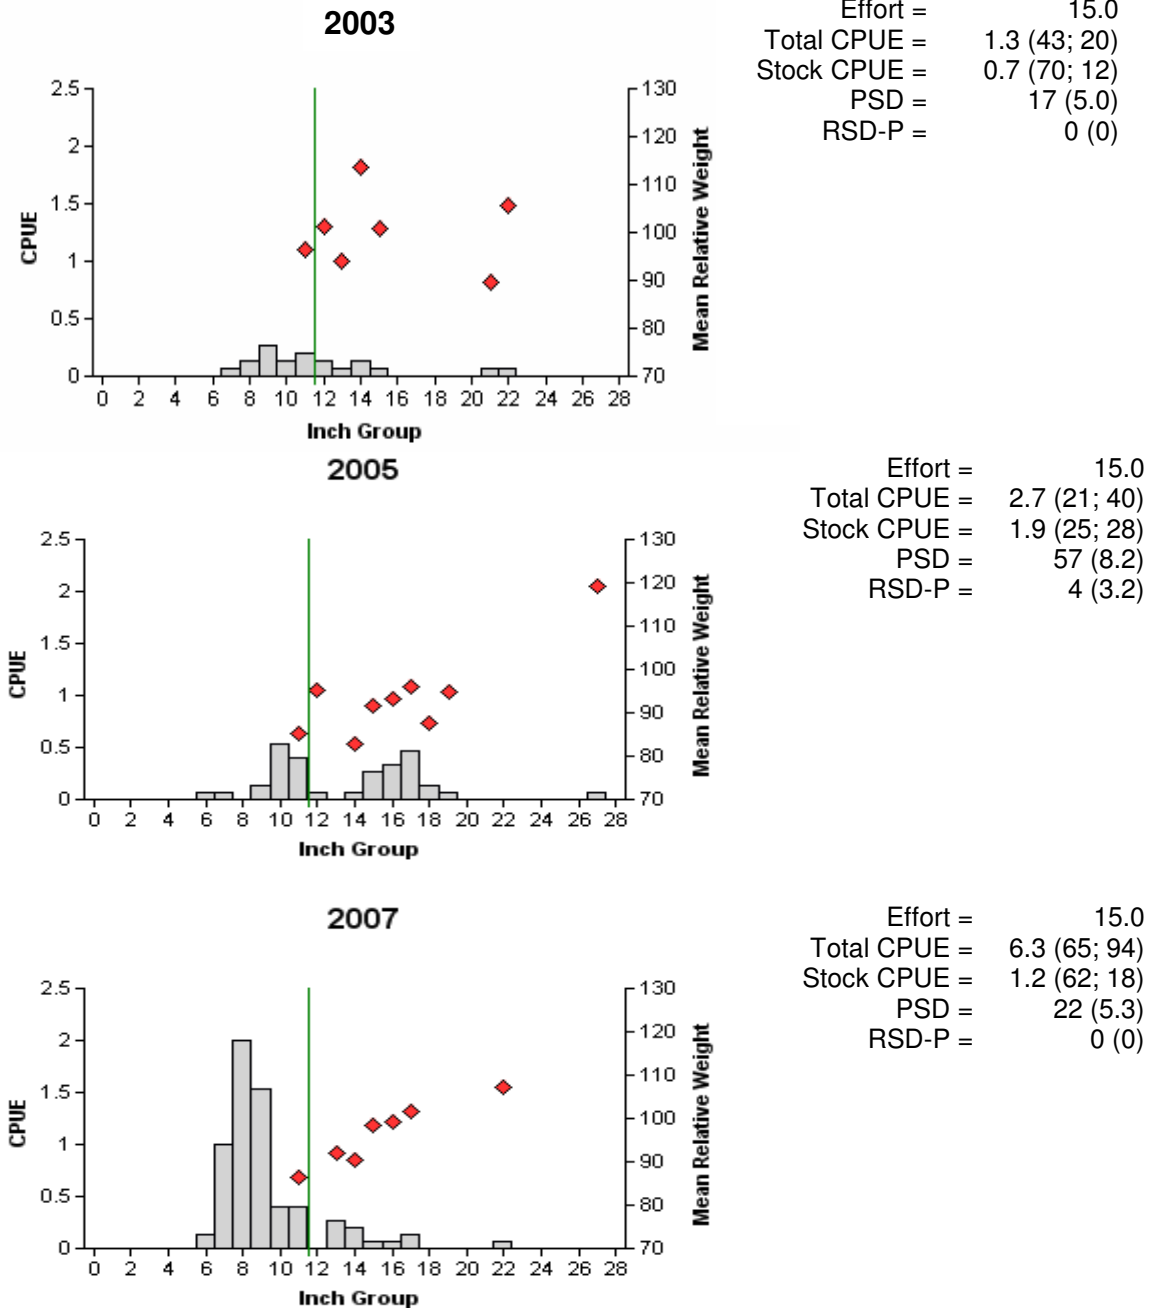 2003
Effort = 15.0
Total CPUE = 1.3 (43; 20)
Stock CPUE = 0.7 (70; 12)
PSD = 17 (5.0)
RSD-P = 0 (0)
2.5
2
1.5
1
0.5
0
CPUE
130
120
110
100
90
80
70
Mean Relative Weight
0 2 4 6 8 10 12 14 16 18 20 22 24 26 28
Inch Group
2005
Effort = 15.0
Total CPUE = 2.7 (21; 40)
Stock CPUE = 1.9 (25; 28)
PSD = 57 (8.2)
RSD-P = 4 (3.2)
2.5
2
1.5
1
0.5
0
CPUE
130
120
110
100
90
80
70
Mean Relative Weight
0 2 4 6 8 10 12 14 16 18 20 22 24 26 28
Inch Group
2007
Effort = 15.0
Total CPUE = 6.3 (65; 94)
Stock CPUE = 1.2 (62; 18)
PSD = 22 (5.3)
RSD-P = 0 (0)
2.5
2
1.5
1
0.5
0
CPUE
130
120
110
100
90
80
70
Mean Relative Weight
0 2 4 6 8 10 12 14 16 18 20 22 24 26 28
Inch Group